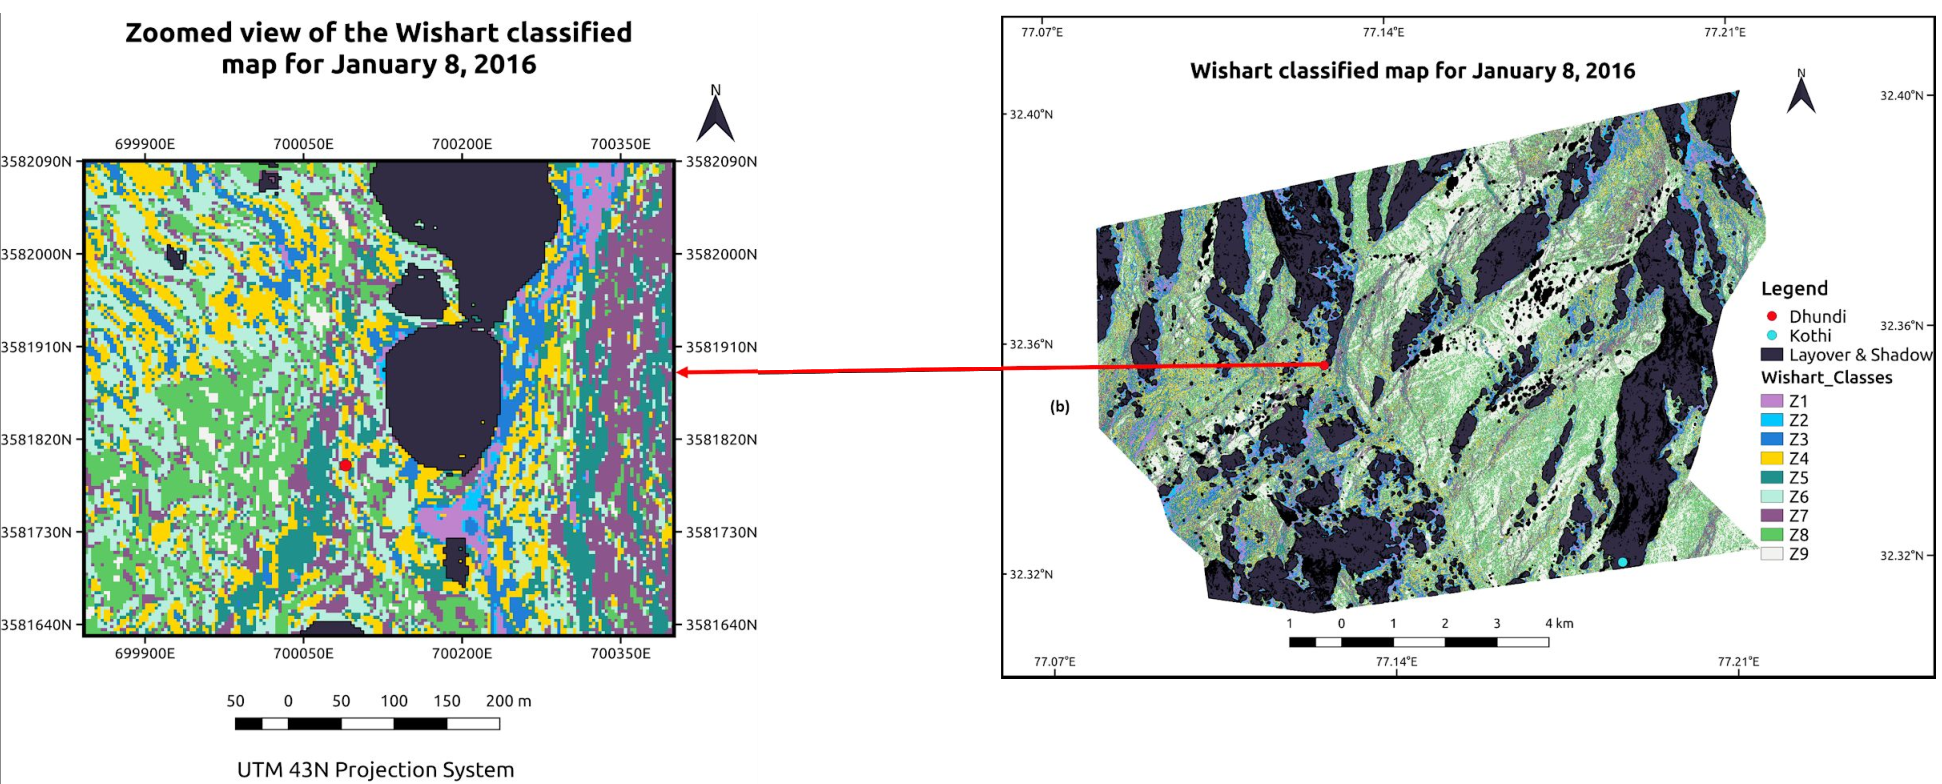 Zoomed view of the Wishart classified
map for January 8, 2016
N
699900E 700050E 700200E 700350E
3582090N 3582090N
3582000N 3582000N
3581910N 3581910N
3581820N 3581820N
3581730N 3581730N
3581640N 3581640N
699900E 700050E 700200E 700350E
50 0 50 100 150 200 m
UTM 43N Projection System
77.07°E 77.14°E 77.21°E
Wishart classified map for January 8, 2016
N
32.40°N 32.40°N
32.36°N 32.36°N
(b)
32.32°N 32.32°N
Legend
Dhundi
Kothi
Layover & Shadow
Wishart_Classes
Z1
Z2
Z3
Z4
Z5
Z6
Z7
Z8
Z9
1 0 1 2 3 4 km
77.07°E 77.14°E 77.21°E